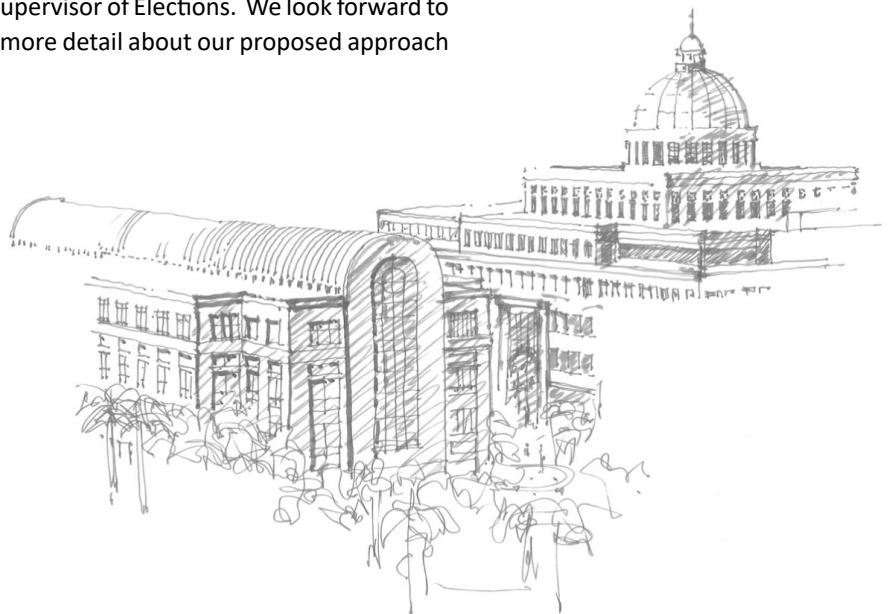 upervisor of Elections.  We look forward to
more detail about our proposed approach